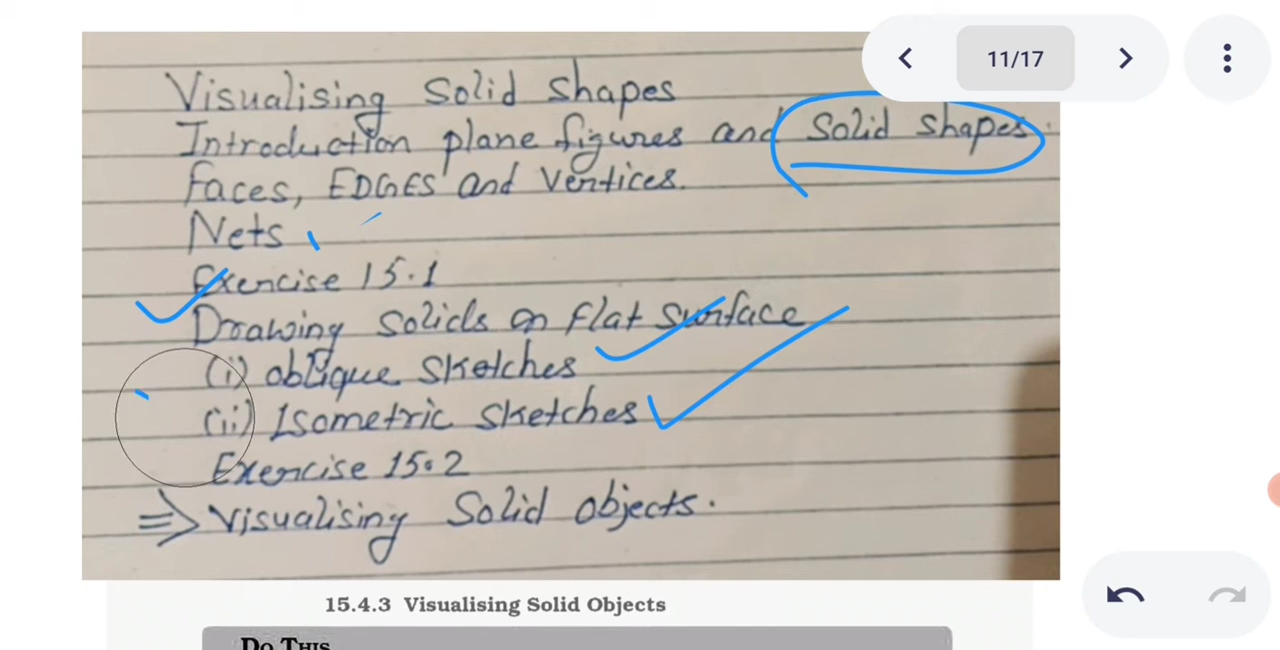 11/17
Visualising Solid shapes
Introduction plane figures and Solid shapes.
Faces, EDGES and Vertices.
Nets
Exercise 15.1
Drawing Solids on flat surface
(i) oblique Sketches
(ii) Isometric Sketches
Exercise 15.2
⇒ Visualising Solid objects.
15.4.3 Visualising Solid Objects
DO THIS